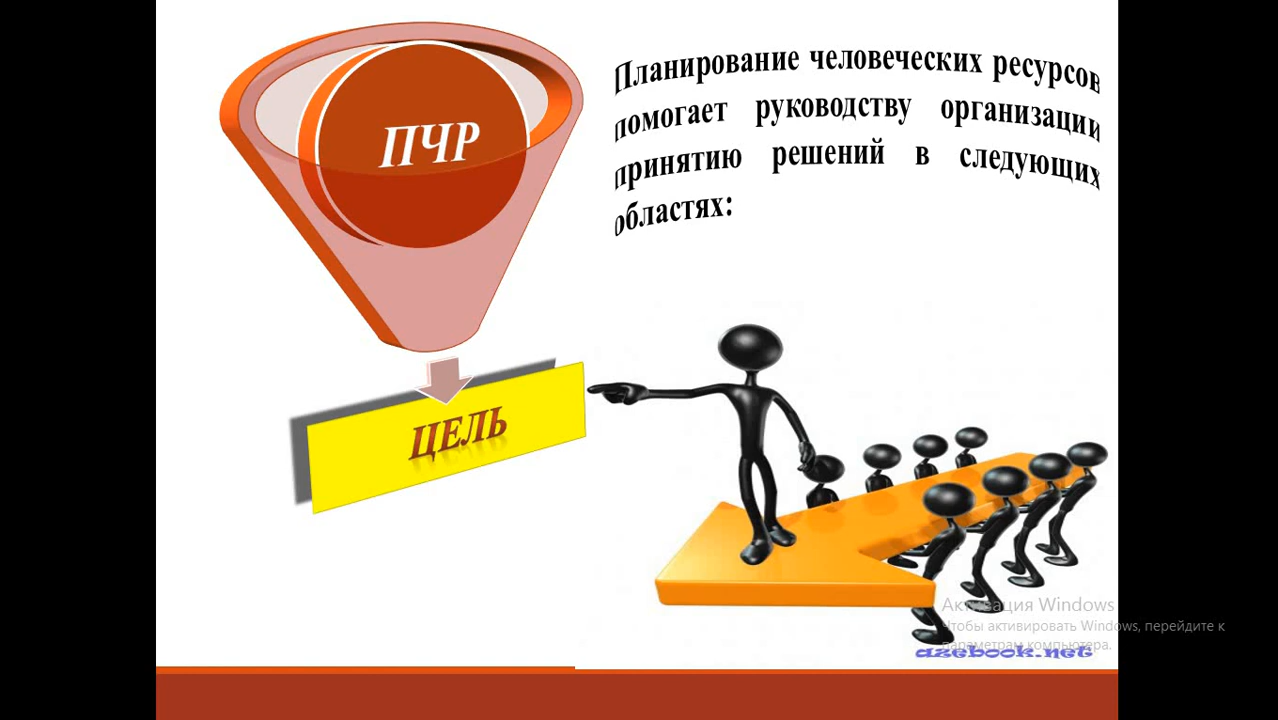 ПЧР
Планирование человеческих ресурсов
помогает руководству организации
принятию решений в следующих
областях:
ЦЕЛЬ
Активация Windows
Чтобы активировать Windows, перейдите к
параметрам компьютера.
azebook.net